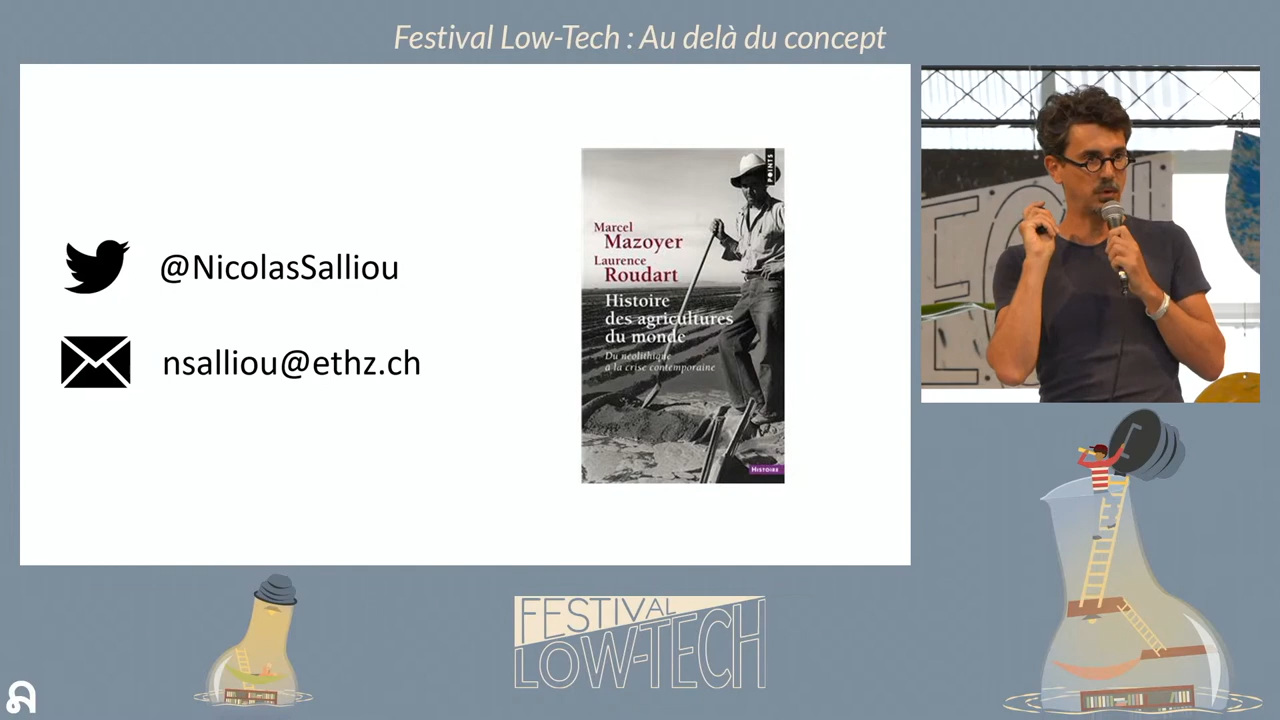 Festival Low-Tech : Au delà du concept
@NicolasSalliou
nsalliou@ethz.ch
POINTS
Marcel
Mazoyer
Laurence
Roudart
Histoire
des agricultures
du monde
Du néolithique
à la crise contemporaine
HISTOIRE
FESTIVAL
LOW-TECH